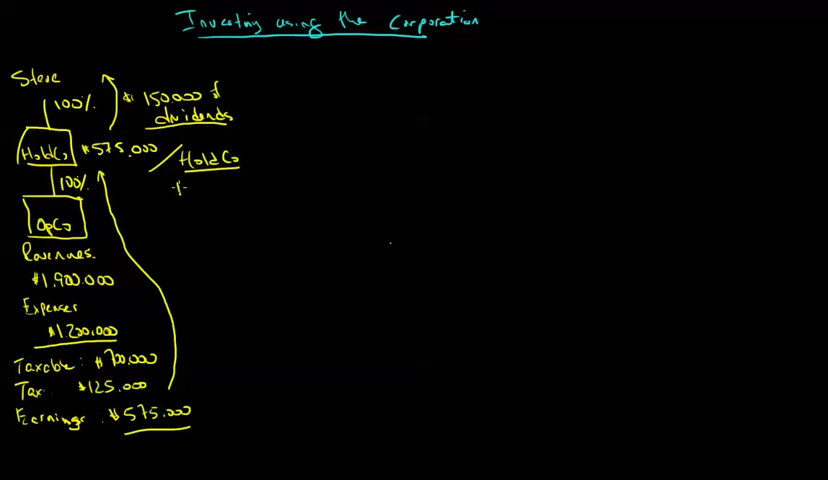 Investing using the Corporation
Steve
100%
$150.000 of
dividends
HoldCo $575.000
HoldCo
100%
OpCo
Revenues.
$1,900.000
Expenses
$1,200.000
Taxable: $700.000
Tax: $125.000
Earnings: $575.000